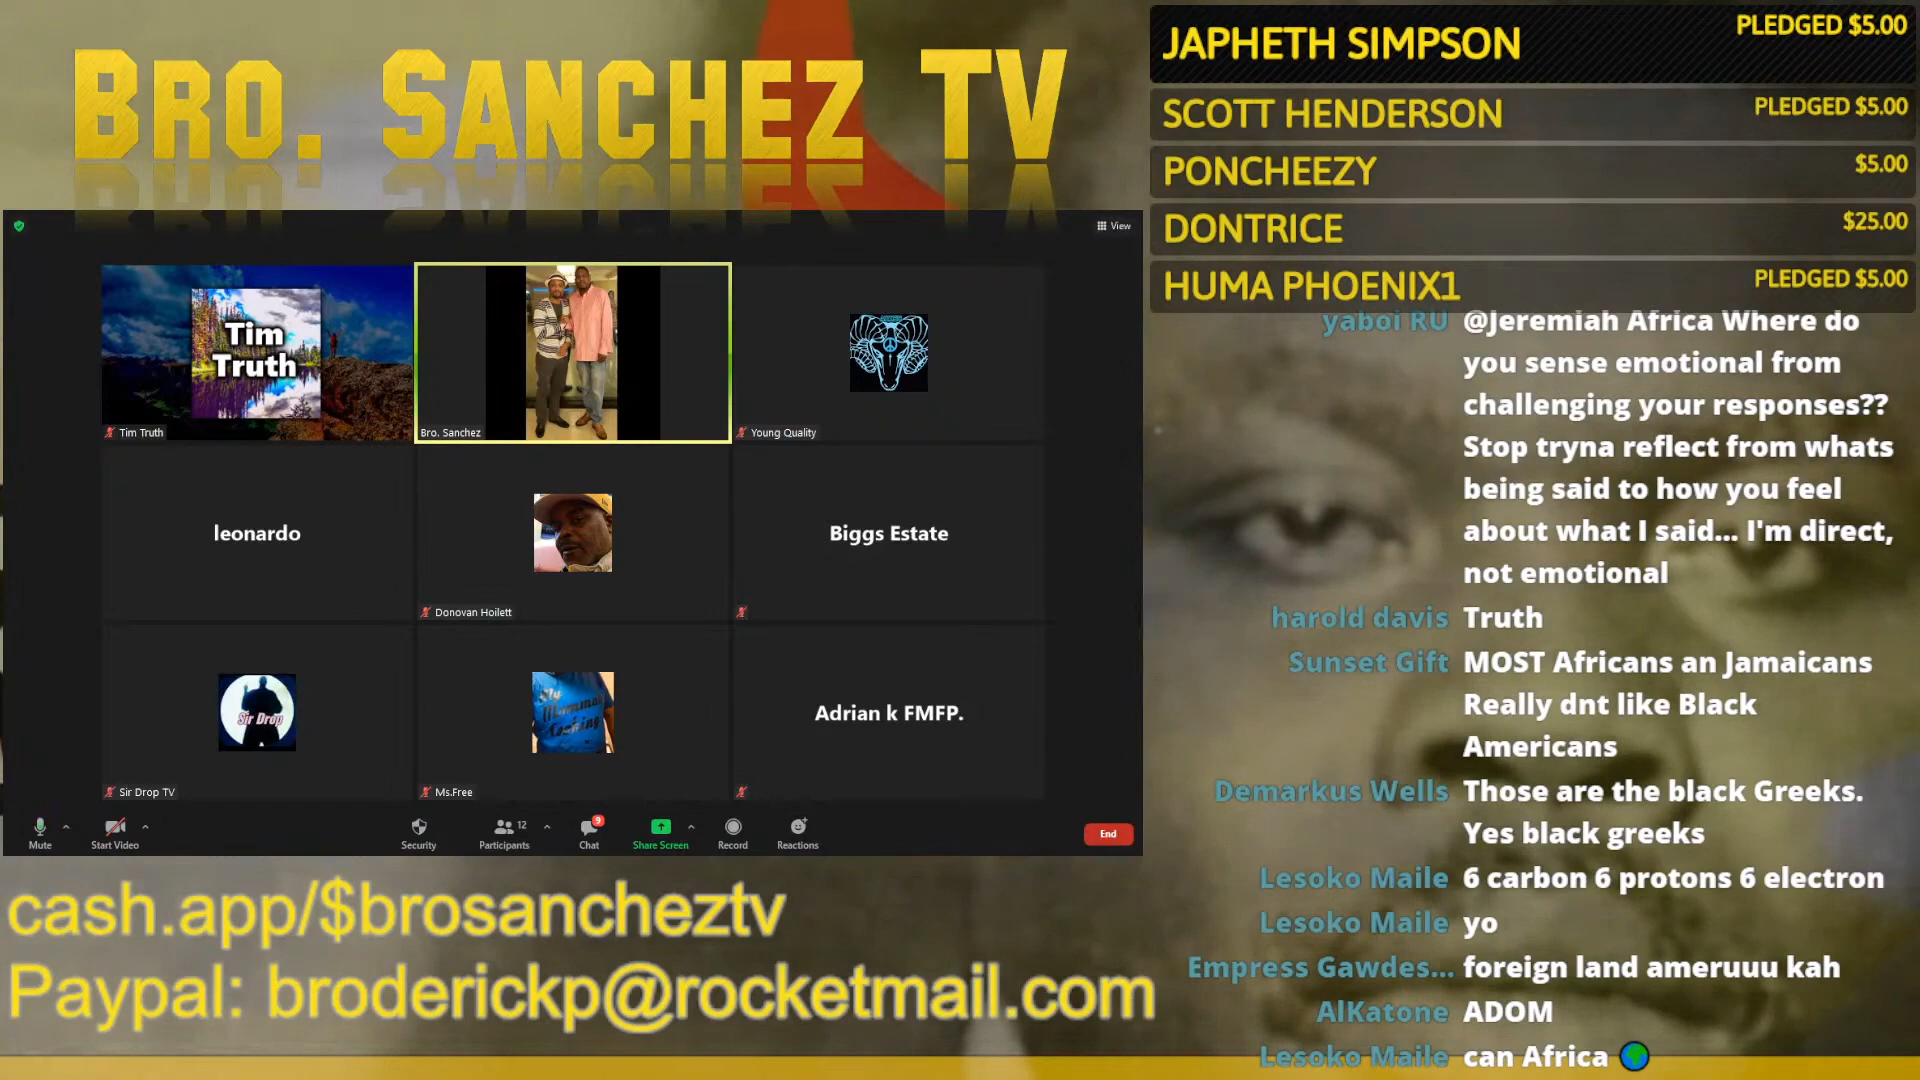 BRO. SANCHEZ TV
JAPHETH SIMPSON PLEDGED $5.00
SCOTT HENDERSON PLEDGED $5.00
PONCHEEZY $5.00
DONTRICE $25.00
HUMA PHOENIX1 PLEDGED $5.00
View
Tim
Truth
Tim Truth
Bro. Sanchez
Young Quality
leonardo
Donovan Hoilett
Biggs Estate
Sir Drop
Sir Drop TV
My
Mommas
Cooking
Ms.Free
Adrian k FMFP.
Mute
Start Video
Security
12
Participants
9
Chat
Share Screen
Record
Reactions
End
cash.app/$brosancheztv
Paypal: broderickp@rocketmail.com
yaboi RU @Jeremiah Africa Where do
you sense emotional from
challenging your responses??
Stop tryna reflect from whats
being said to how you feel
about what I said... I'm direct,
not emotional
harold davis Truth
Sunset Gift MOST Africans an Jamaicans
Really dnt like Black
Americans
Demarkus Wells Those are the black Greeks.
Yes black greeks
Lesoko Maile 6 carbon 6 protons 6 electron
Lesoko Maile yo
Empress Gawdes... foreign land ameruuu kah
AlKatone ADOM
Lesoko Maile can Africa 🌍